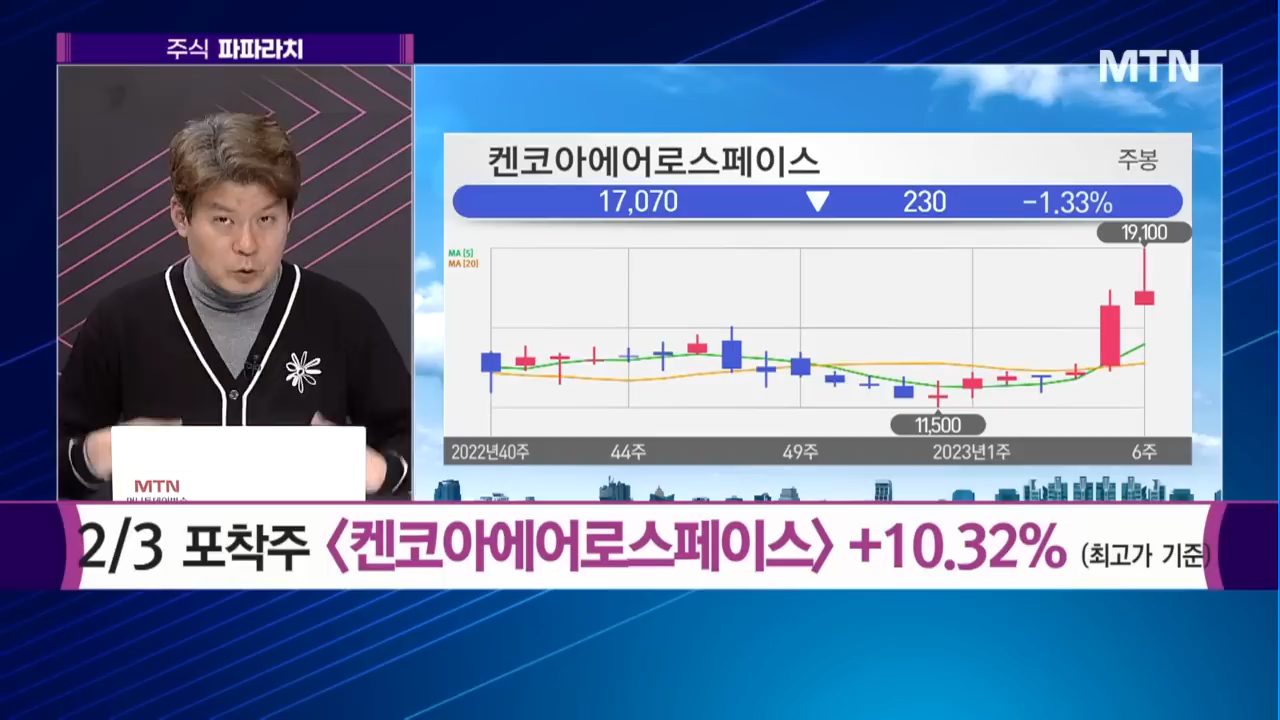 주식 파파라치
MTN
켄코아에어로스페이스
주봉
17,070 ▼ 230 -1.33%
19,100
MA [5]
MA [20]
11,500
2022년40주 44주 49주 2023년1주 6주
MTN
2/3 포착주 〈켄코아에어로스페이스〉 +10.32% (최고가 기준)